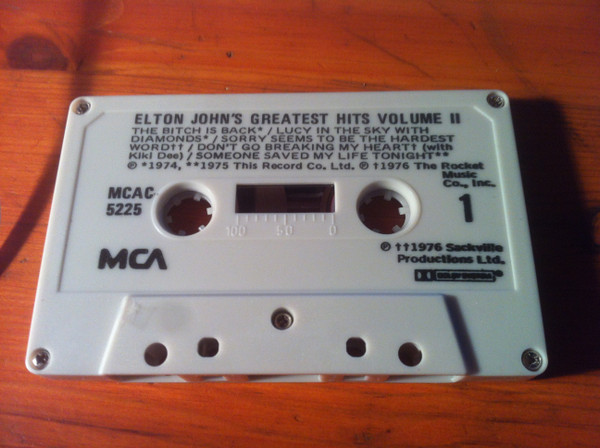 ELTON JOHN'S GREATEST HITS VOLUME II
THE BITCH IS BACK* / LUCY IN THE SKY WITH
DIAMONDS* / SORRY SEEMS TO BE THE HARDEST
WORD†† / DON'T GO BREAKING MY HEART† (with
Kiki Dee) / SOMEONE SAVED MY LIFE TONIGHT**
℗ *1974, **1975 This Record Co., Ltd. ℗ †1976 The Rocket
Music
Co., Inc.
MCAC
5225
1
100 50 0
℗ ††1976 Sackville
Productions Ltd.
MCA